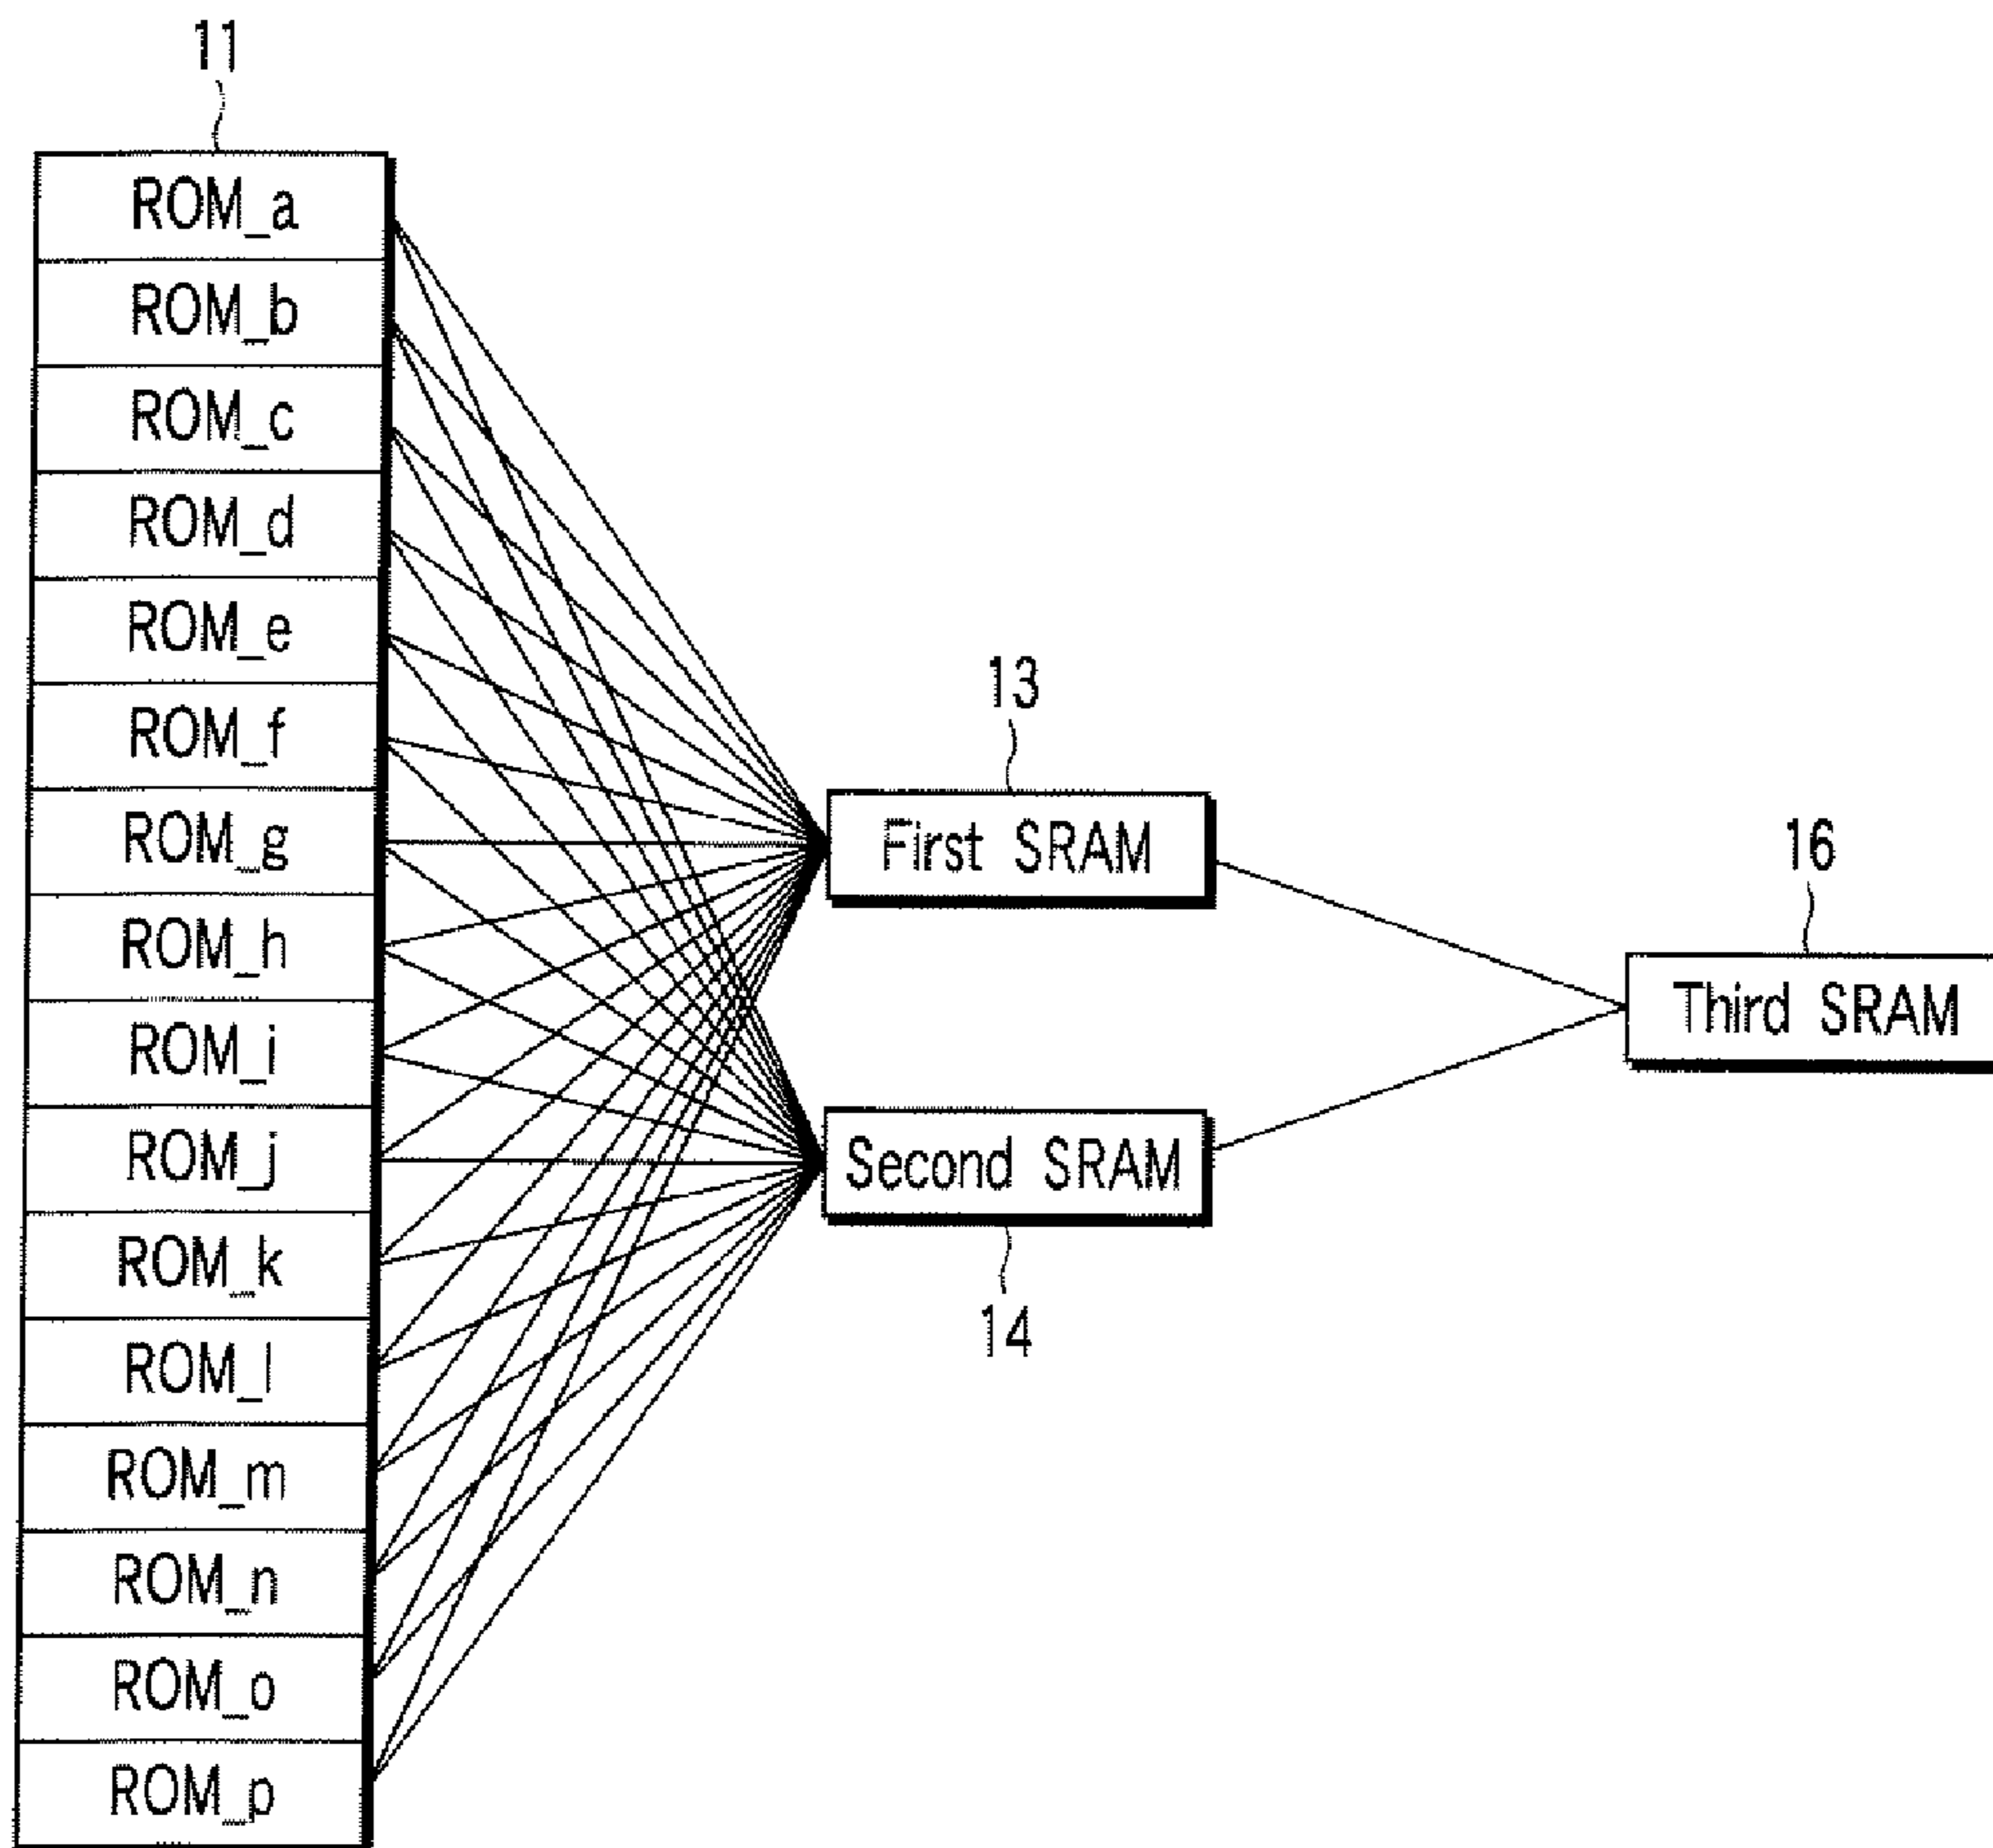 11
ROM_a
ROM_b
ROM_c
ROM_d
ROM_e
ROM_f
ROM_g
ROM_h
ROM_i
ROM_j
ROM_k
ROM_l
ROM_m
ROM_n
ROM_o
ROM_p
13
First SRAM
Second SRAM
14
16
Third SRAM